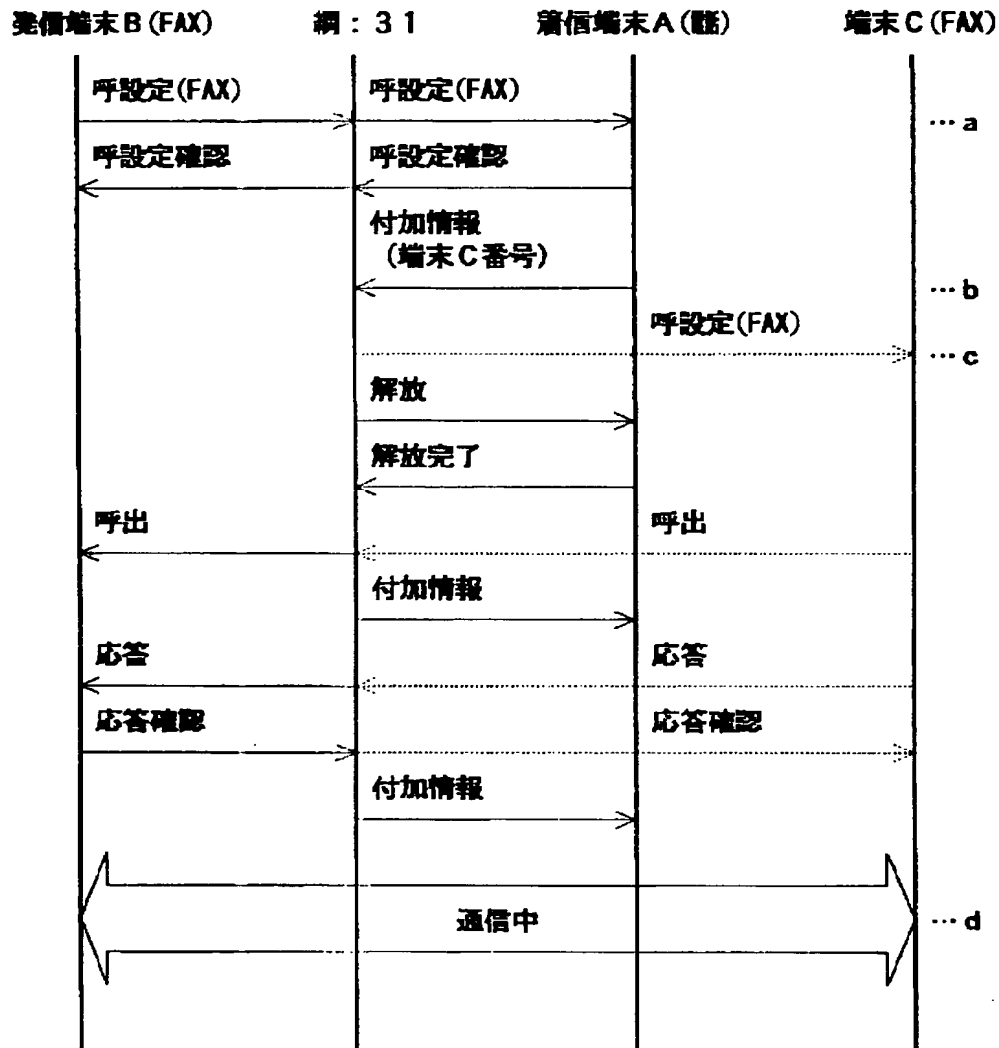 発信端末B(FAX) 網：31 着信端末A(電話) 端末C(FAX)
呼設定(FAX) 呼設定(FAX)
… a
呼設定確認 呼設定確認
付加情報
(端末C番号)
… b
呼設定(FAX)
… c
解放
解放完了
呼出 呼出
付加情報
応答 応答
応答確認 応答確認
付加情報
通信中 … d